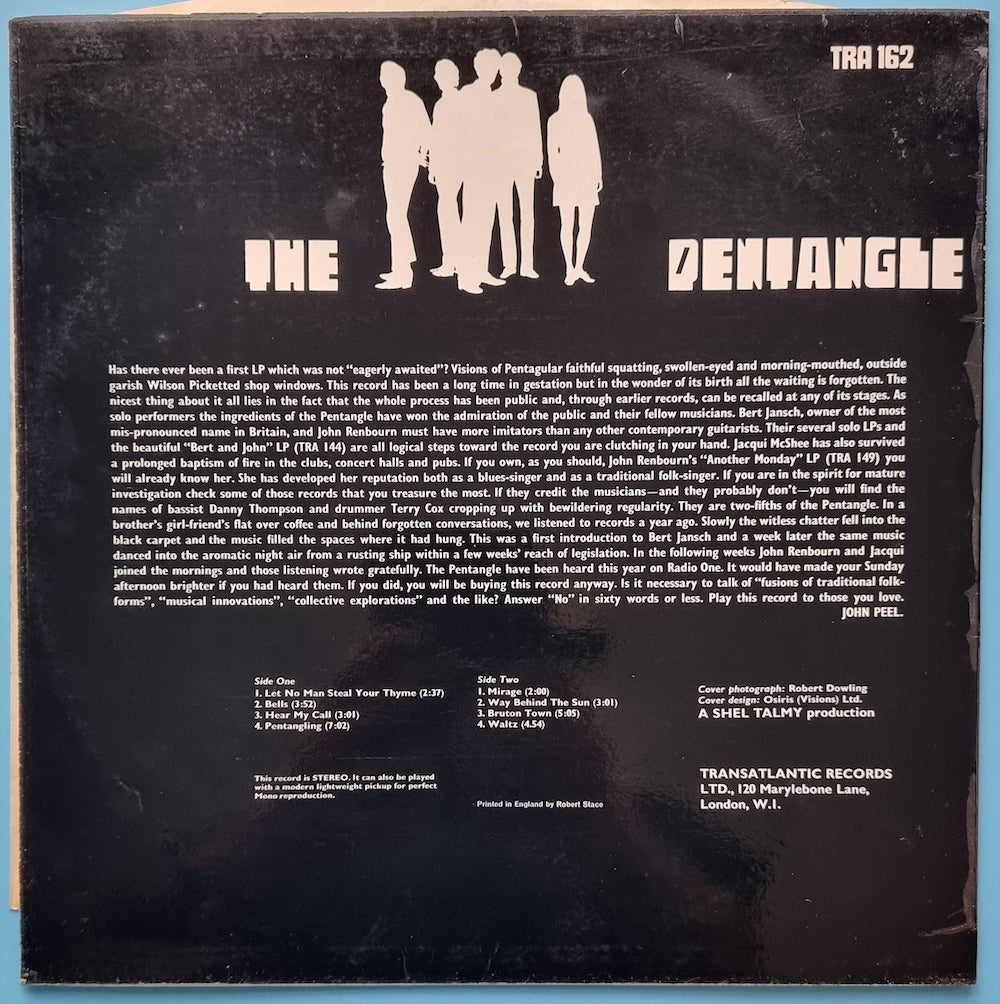 TRA 162
THE PENTANGLE
Has there ever been a first LP which was not “eagerly awaited”? Visions of Pentagular faithful squatting, swollen-eyed and morning-mouthed, outside
garish Wilson Picketted shop windows. This record has been a long time in gestation but in the wonder of its birth all the waiting is forgotten. The
nicest thing about it all lies in the fact that the whole process has been public and, through earlier records, can be recalled at any of its stages. As
solo performers the ingredients of the Pentangle have won the admiration of the public and their fellow musicians. Bert Jansch, owner of the most
mis-pronounced name in Britain, and John Renbourn must have more imitators than any other contemporary guitarists. Their several solo LPs and
the beautiful “Bert and John” LP (TRA 144) are all logical steps toward the record you are clutching in your hand. Jacqui McShee has also survived
a prolonged baptism of fire in the clubs, concert halls and pubs. If you own, as you should, John Renbourn’s “Another Monday” LP (TRA 149) you
will already know her. She has developed her reputation both as a blues-singer and as a traditional folk-singer. If you are in the spirit for mature
investigation check some of those records that you treasure the most. If they credit the musicians—and they probably don’t—you will find the
names of bassist Danny Thompson and drummer Terry Cox cropping up with bewildering regularity. They are two-fifths of the Pentangle. In a
brother’s girl-friend’s flat over coffee and behind forgotten conversations, we listened to records a year ago. Slowly the witless chatter fell into the
black carpet and the music filled the spaces where it had hung. This was a first introduction to Bert Jansch and a week later the same music
danced into the aromatic night air from a rusting ship within a few weeks’ reach of legislation. In the following weeks John Renbourn and Jacqui
joined the mornings and those listening wrote gratefully. The Pentangle have been heard this year on Radio One. It would have made your Sunday
afternoon brighter if you had heard them. If you did, you will be buying this record anyway. Is it necessary to talk of “fusions of traditional folk-
forms”, “musical innovations”, “collective explorations” and the like? Answer “No” in sixty words or less. Play this record to those you love.
JOHN PEEL.
Side One
1. Let No Man Steal Your Thyme (2:37)
2. Bells (3:52)
3. Hear My Call (3:01)
4. Pentangling (7:02)
Side Two
1. Mirage (2:00)
2. Way Behind The Sun (3:01)
3. Bruton Town (5:05)
4. Waltz (4.54)
Cover photograph: Robert Dowling
Cover design: Osiris (Visions) Ltd.
A SHEL TALMY production
This record is STEREO. It can also be played
with a modern lightweight pickup for perfect
Mono reproduction.
Printed in England by Robert Stace
TRANSATLANTIC RECORDS
LTD., 120 Marylebone Lane,
London, W.1.